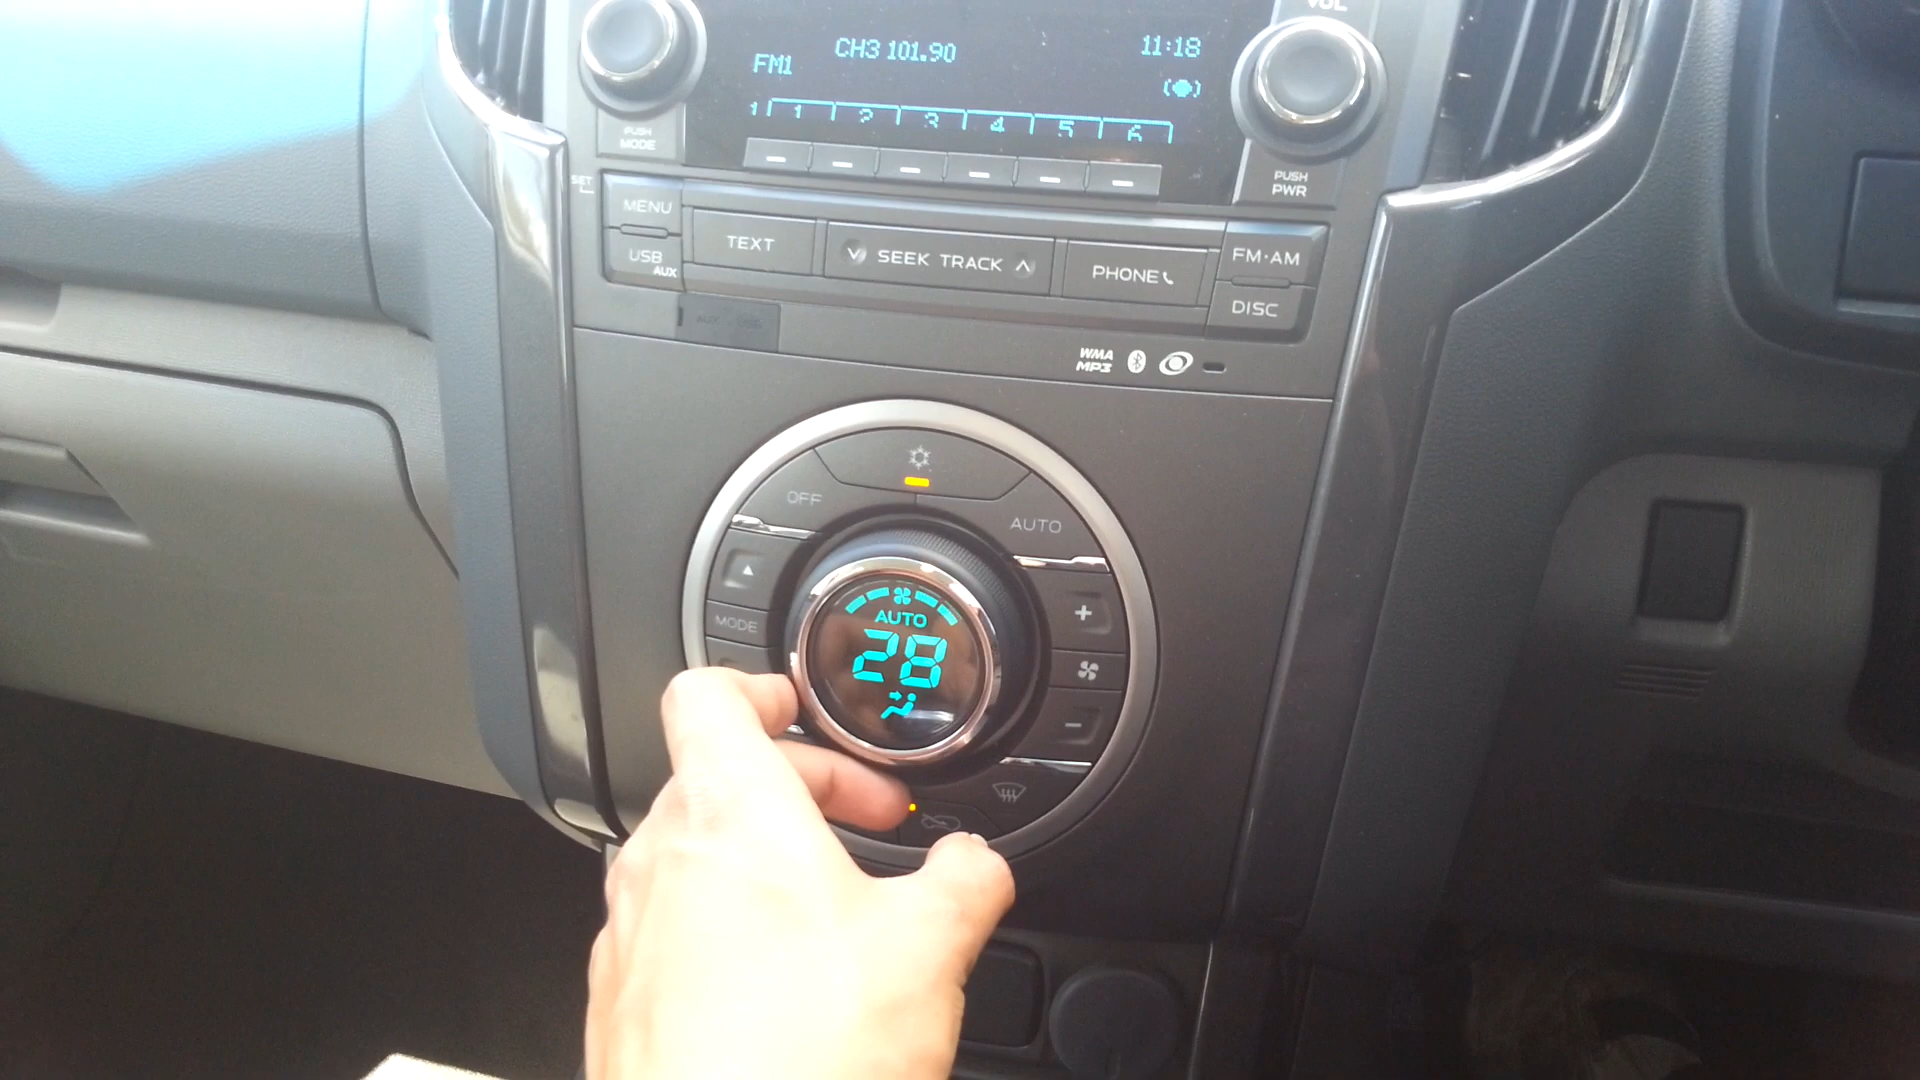 VOL
CH3 101.90
11:18
FM1
1 1 2 3 4 5 6
PUSH
MODE
PUSH
PWR
SET
MENU
TEXT
SEEK TRACK
PHONE
FM·AM
USB
AUX
DISC
WMA
MP3
OFF
AUTO
+
MODE
AUTO
28
-